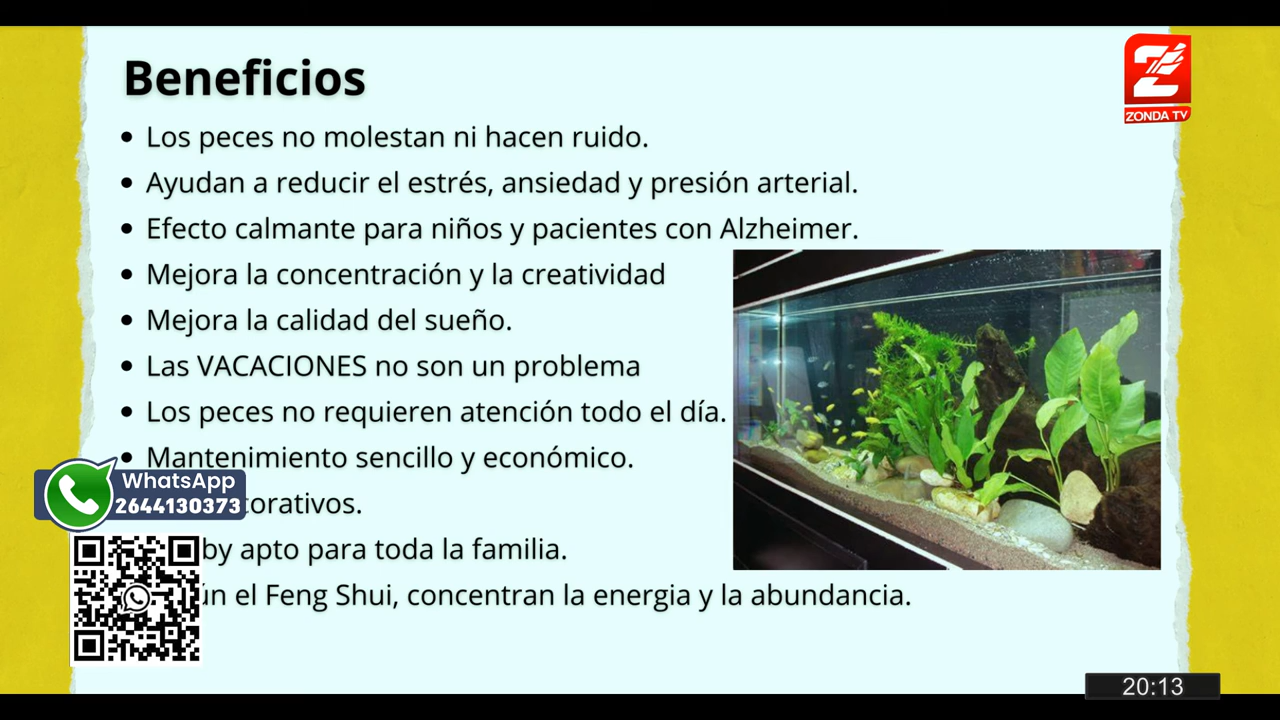 Beneficios
Z
ZONDA TV
Los peces no molestan ni hacen ruido.
Ayudan a reducir el estrés, ansiedad y presión arterial.
Efecto calmante para niños y pacientes con Alzheimer.
Mejora la concentración y la creatividad
Mejora la calidad del sueño.
Las VACACIONES no son un problema
Los peces no requieren atención todo el día.
Mantenimiento sencillo y económico.
WhatsApp
2644130373
corativos.
by apto para toda la familia.
ún el Feng Shui, concentran la energia y la abundancia.
20:13